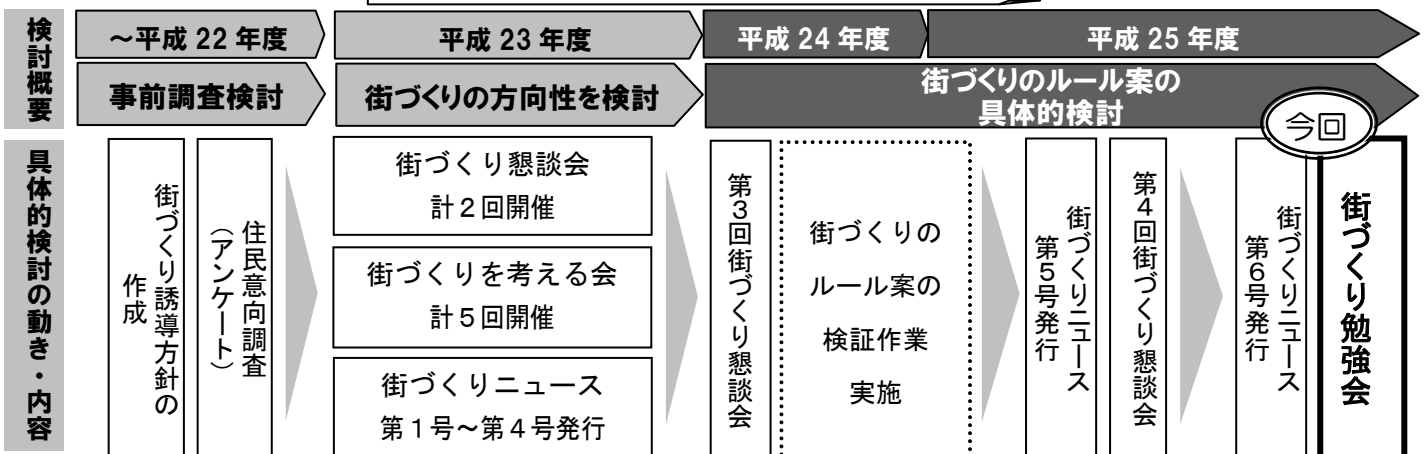 検討概要
~平成 22 年度
平成 23 年度
平成 24 年度
平成 25 年度
事前調査検討
街づくりの方向性を検討
街づくりのルール案の
具体的検討
今回
具体的検討の動き・内容
街づくり誘導方針の
作成
住民意向調査
(アンケート)
街づくり懇談会
計2回開催
街づくりを考える会
計5回開催
街づくりニュース
第1号~第4号発行
第3回街づくり懇談会
街づくりの
ルール案の
検証作業
実施
街づくりニュース
第5号発行
第4回街づくり懇談会
街づくりニュース
第6号発行
街づくり勉強会